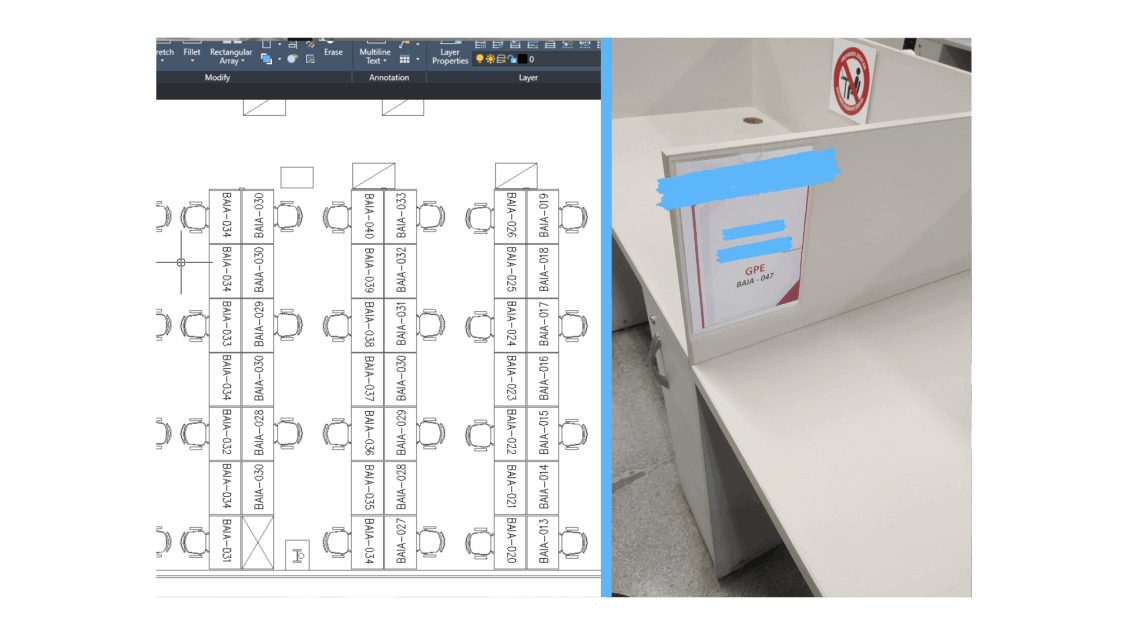 Fillet
Rectangular
Array
Erase
Multiline
Text
Layer
Properties
0
Modify
Annotation
Layer
BAIA-034
BAIA-030
BAIA-040
BAIA-033
BAIA-026
BAIA-019
BAIA-034
BAIA-030
BAIA-039
BAIA-032
BAIA-025
BAIA-018
BAIA-033
BAIA-029
BAIA-038
BAIA-031
BAIA-024
BAIA-017
BAIA-034
BAIA-030
BAIA-037
BAIA-030
BAIA-023
BAIA-016
BAIA-032
BAIA-028
BAIA-036
BAIA-029
BAIA-022
BAIA-015
BAIA-034
BAIA-030
BAIA-035
BAIA-028
BAIA-021
BAIA-014
BAIA-031
BAIA-034
BAIA-027
BAIA-020
BAIA-013
GPE
BAIA - 047